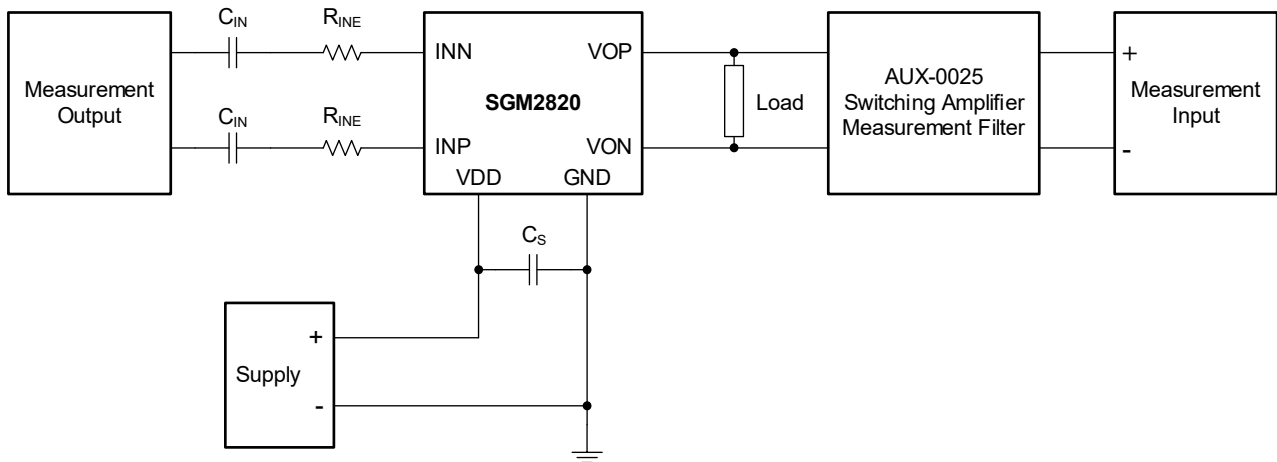 CIN
RINE
INN
VOP
Measurement
Output
SGM2820
Load
AUX-0025
Switching Amplifier
Measurement Filter
+
Measurement
Input
-
CIN
RINE
INP
VON
VDD
GND
CS
+
Supply
-